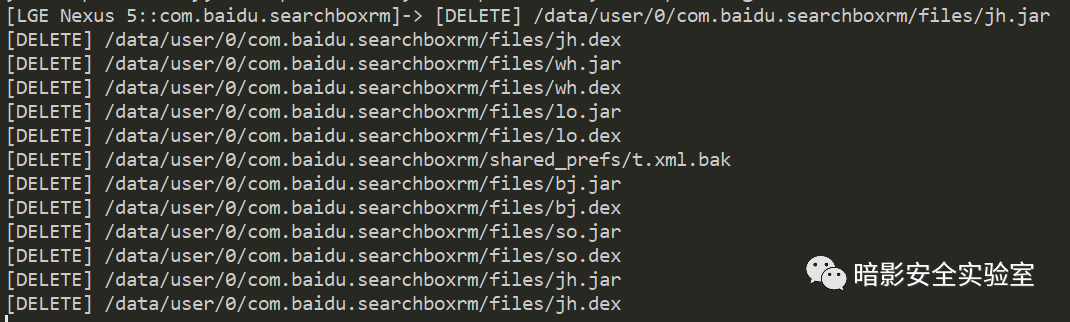 [LGE Nexus 5::com.baidu.searchboxrm]-> [DELETE] /data/user/0/com.baidu.searchboxrm/files/jh.jar
[DELETE] /data/user/0/com.baidu.searchboxrm/files/jh.dex
[DELETE] /data/user/0/com.baidu.searchboxrm/files/wh.jar
[DELETE] /data/user/0/com.baidu.searchboxrm/files/wh.dex
[DELETE] /data/user/0/com.baidu.searchboxrm/files/lo.jar
[DELETE] /data/user/0/com.baidu.searchboxrm/files/lo.dex
[DELETE] /data/user/0/com.baidu.searchboxrm/shared_prefs/t.xml.bak
[DELETE] /data/user/0/com.baidu.searchboxrm/files/bj.jar
[DELETE] /data/user/0/com.baidu.searchboxrm/files/bj.dex
[DELETE] /data/user/0/com.baidu.searchboxrm/files/so.jar
[DELETE] /data/user/0/com.baidu.searchboxrm/files/so.dex
[DELETE] /data/user/0/com.baidu.searchboxrm/files/jh.jar
[DELETE] /data/user/0/com.baidu.searchboxrm/files/jh.dex
暗影安全实验室